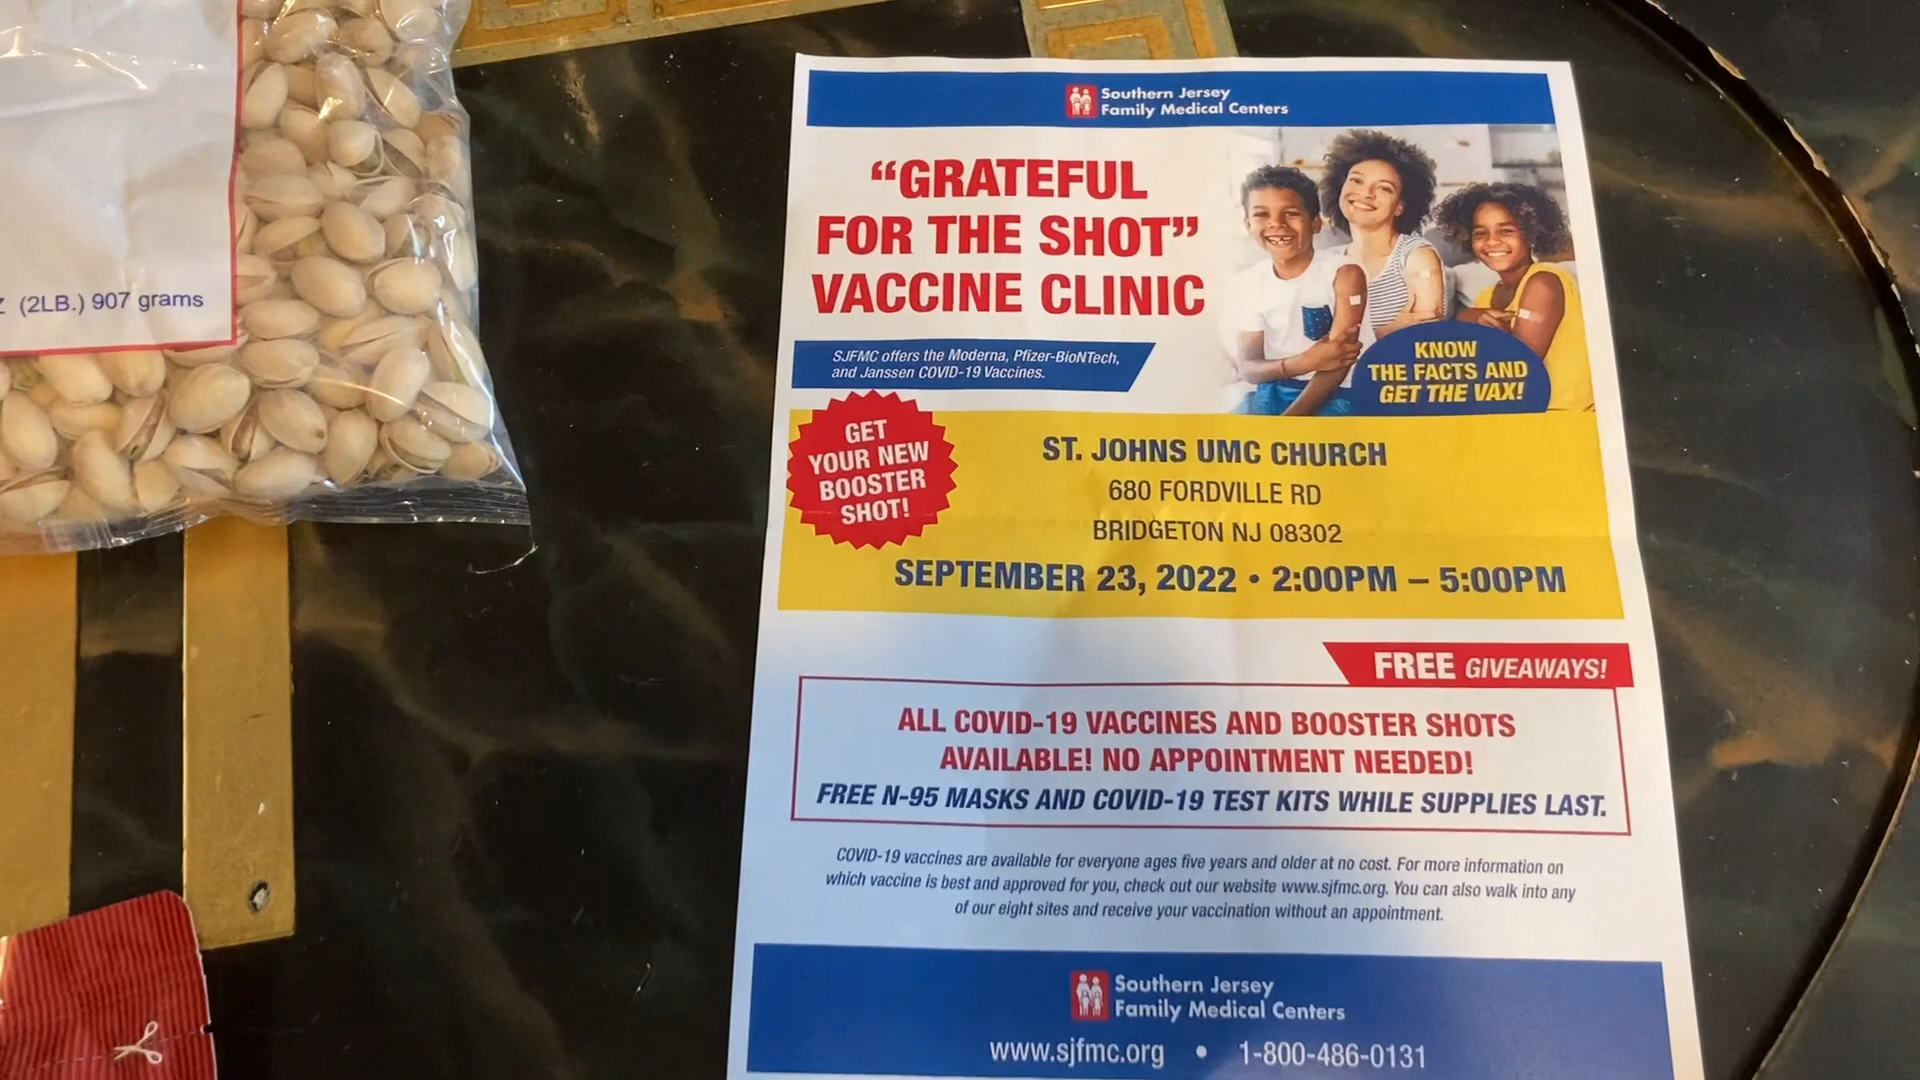 (2LB.) 907 grams
Southern Jersey
Family Medical Centers
“GRATEFUL
FOR THE SHOT”
VACCINE CLINIC
SJFMC offers the Moderna, Pfizer-BioNTech,
and Janssen COVID-19 Vaccines.
KNOW
THE FACTS AND
GET THE VAX!
GET
YOUR NEW
BOOSTER
SHOT!
ST. JOHNS UMC CHURCH
680 FORDVILLE RD
BRIDGETON NJ 08302
SEPTEMBER 23, 2022 • 2:00PM – 5:00PM
FREE GIVEAWAYS!
ALL COVID-19 VACCINES AND BOOSTER SHOTS
AVAILABLE! NO APPOINTMENT NEEDED!
FREE N-95 MASKS AND COVID-19 TEST KITS WHILE SUPPLIES LAST.
COVID-19 vaccines are available for everyone ages five years and older at no cost. For more information on
which vaccine is best and approved for you, check out our website www.sjfmc.org. You can also walk into any
of our eight sites and receive your vaccination without an appointment.
Southern Jersey
Family Medical Centers
www.sjfmc.org • 1-800-486-0131